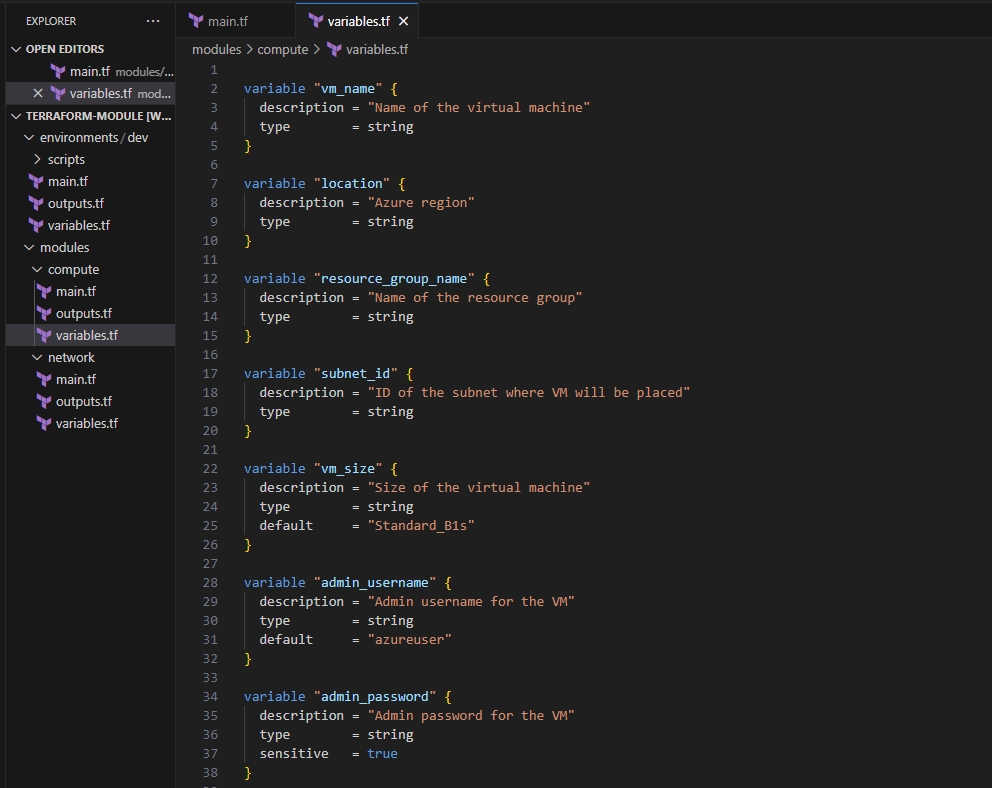 EXPLORER ...
OPEN EDITORS
main.tf modules/...
variables.tf mod...
TERRAFORM-MODULE [W...
environments / dev
scripts
main.tf
outputs.tf
variables.tf
modules
compute
main.tf
outputs.tf
variables.tf
network
main.tf
outputs.tf
variables.tf
main.tf variables.tf
modules > compute > variables.tf
1
2 variable "vm_name" {
3   description = "Name of the virtual machine"
4   type        = string
5 }
6
7 variable "location" {
8   description = "Azure region"
9   type        = string
10 }
11
12 variable "resource_group_name" {
13   description = "Name of the resource group"
14   type        = string
15 }
16
17 variable "subnet_id" {
18   description = "ID of the subnet where VM will be placed"
19   type        = string
20 }
21
22 variable "vm_size" {
23   description = "Size of the virtual machine"
24   type        = string
25   default     = "Standard_B1s"
26 }
27
28 variable "admin_username" {
29   description = "Admin username for the VM"
30   type        = string
31   default     = "azureuser"
32 }
33
34 variable "admin_password" {
35   description = "Admin password for the VM"
36   type        = string
37   sensitive   = true
38 }